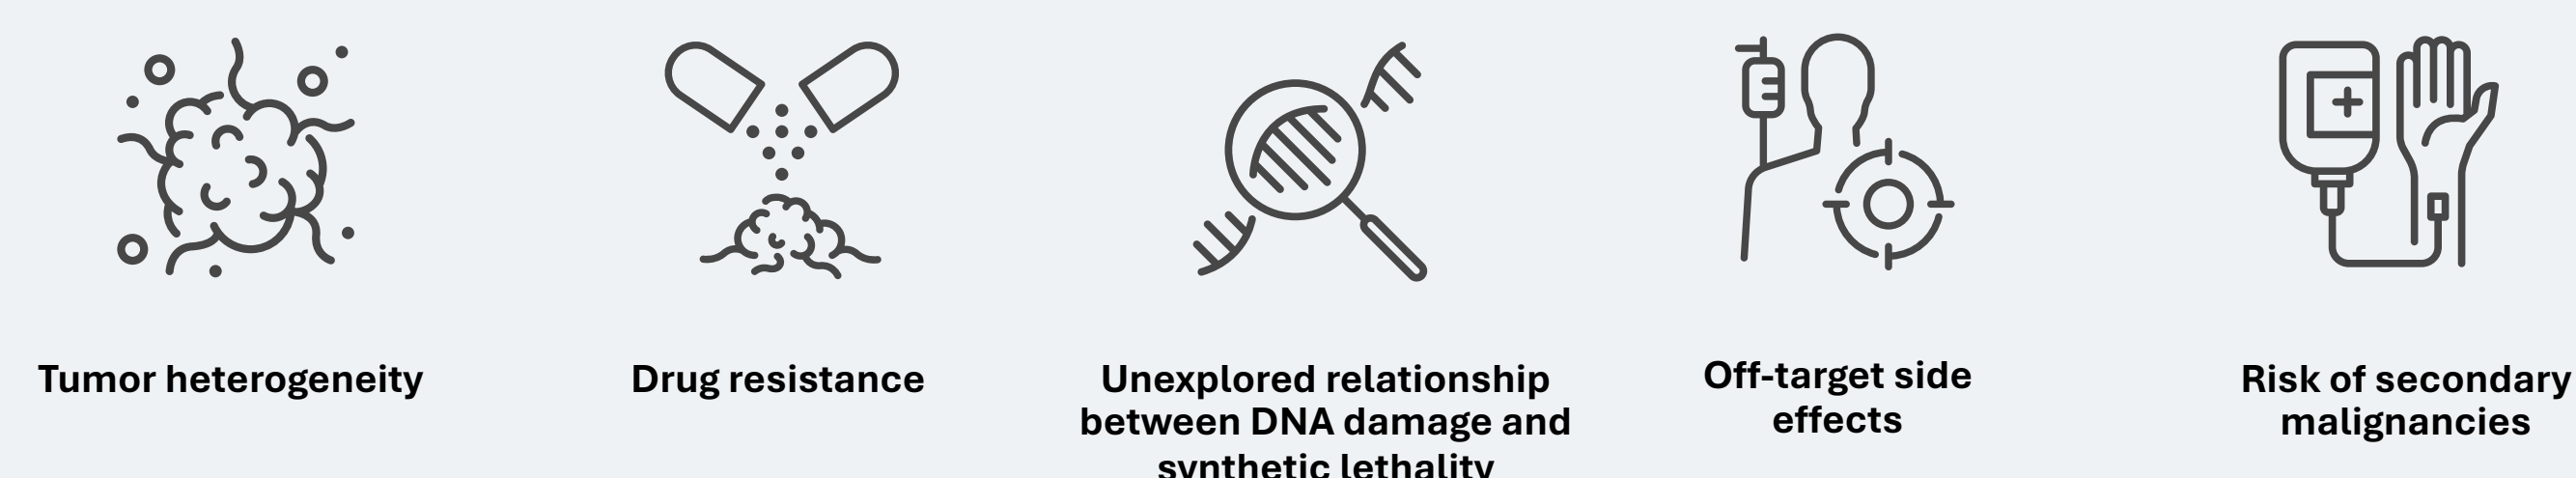 Tumor heterogeneity
Drug resistance
Unexplored relationship
between DNA damage and
synthetic lethality
Off-target side
effects
Risk of secondary
malignancies